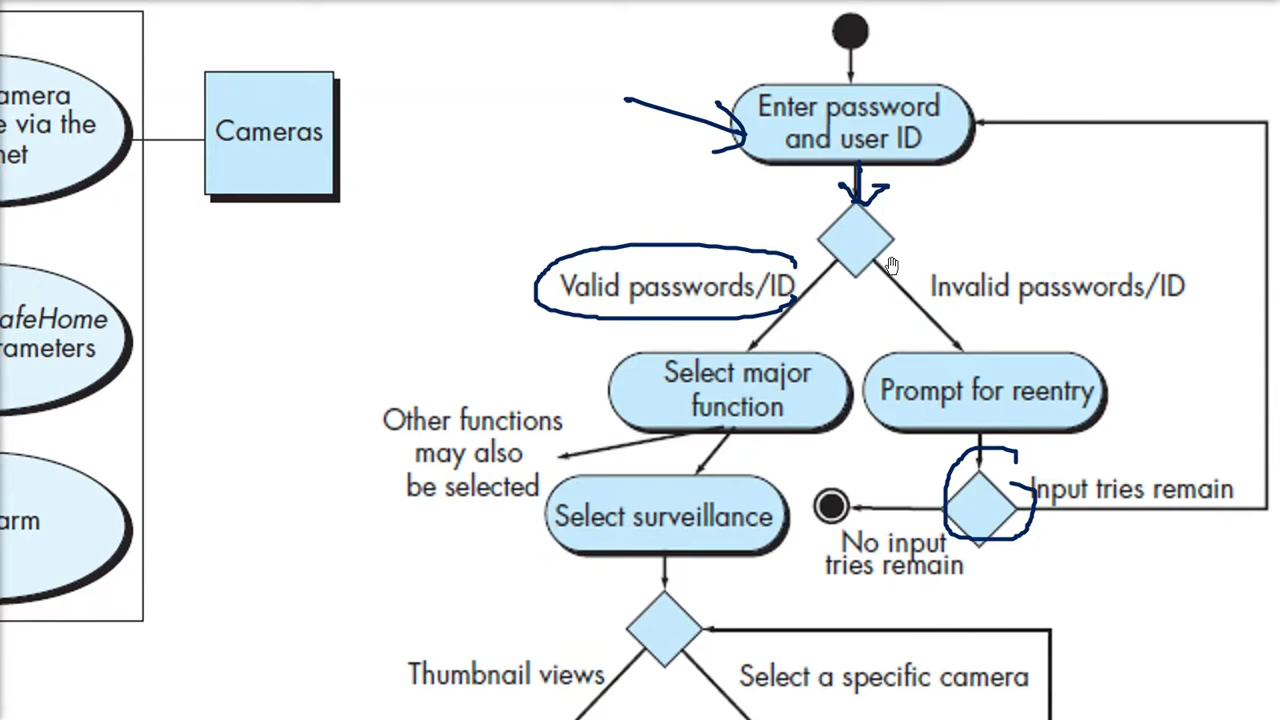 amera
e via the
net
Cameras
afeHome
rameters
arm
Enter password
and user ID
Valid passwords/ID
Invalid passwords/ID
Select major
function
Prompt for reentry
Other functions
may also
be selected
Input tries remain
Select surveillance
No input
tries remain
Thumbnail views
Select a specific camera